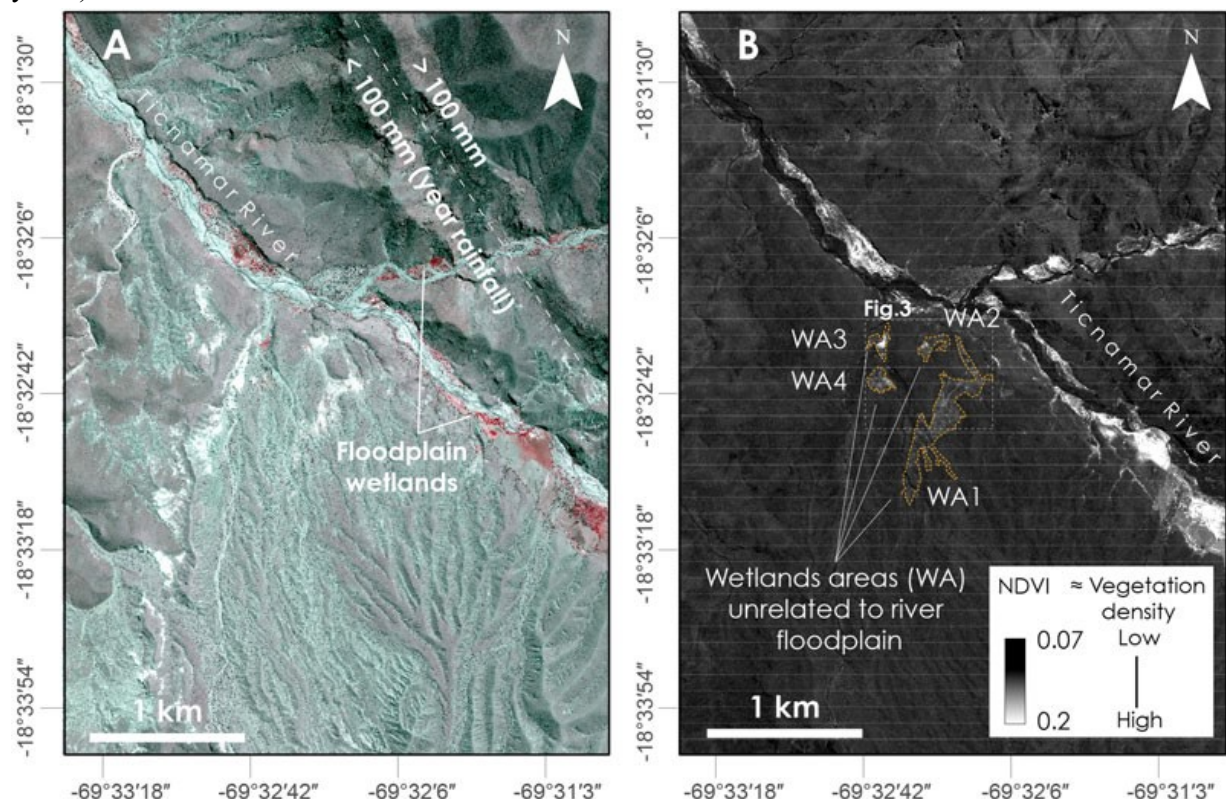 A
N
-18°31'30"
-18°32'6"
-18°32'42"
-18°33'18"
-18°33'54"
Ticnamar River
> 100 mm
< 100 mm (year rainfall)
Floodplain
wetlands
1 km
-69°33'18"
-69°32'42"
-69°32'6"
-69°31'3"
B
N
-18°31'30"
-18°32'6"
-18°32'42"
-18°33'18"
-18°33'54"
Fig.3
WA2
WA3
WA4
WA1
Ticnamar River
Wetlands areas (WA)
unrelated to river
floodplain
NDVI ≈ Vegetation
density
0.07 Low
0.2 High
1 km
-69°33'18"
-69°32'42"
-69°32'6"
-69°31'3"